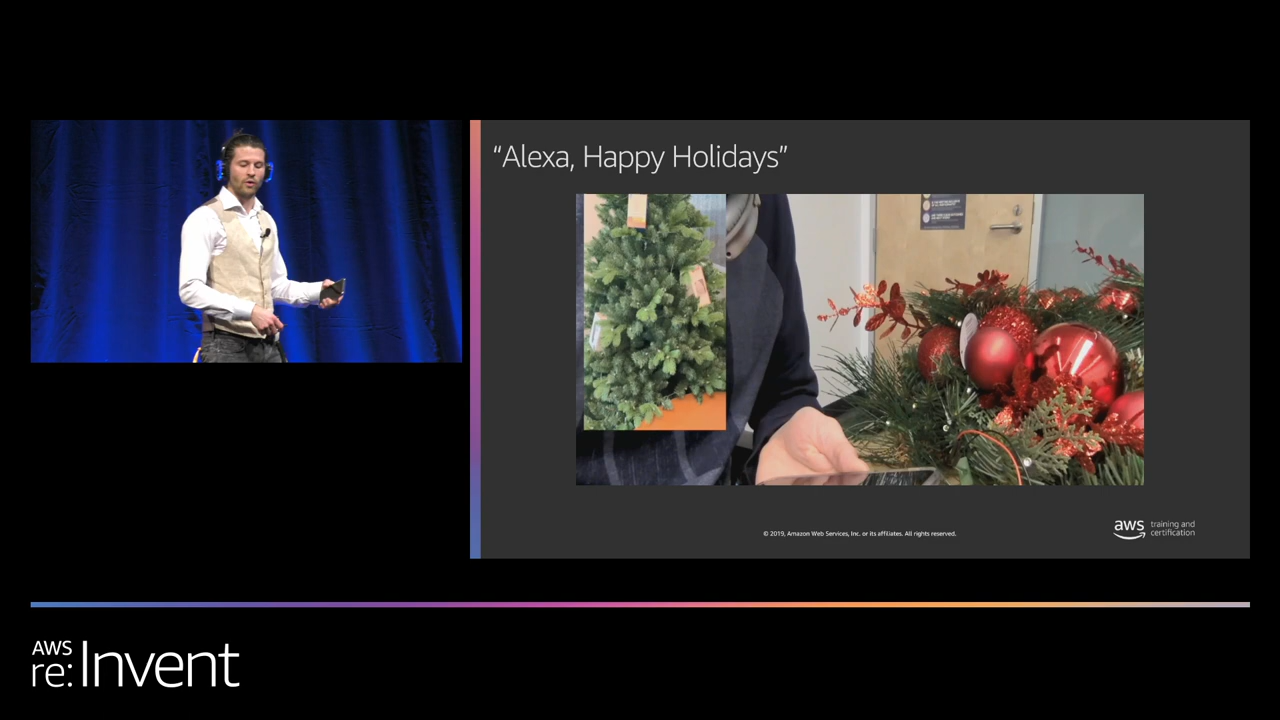 “Alexa, Happy Holidays”
© 2019, Amazon Web Services, Inc. or its affiliates. All rights reserved.
aws training and
certification
AWS
re:Invent